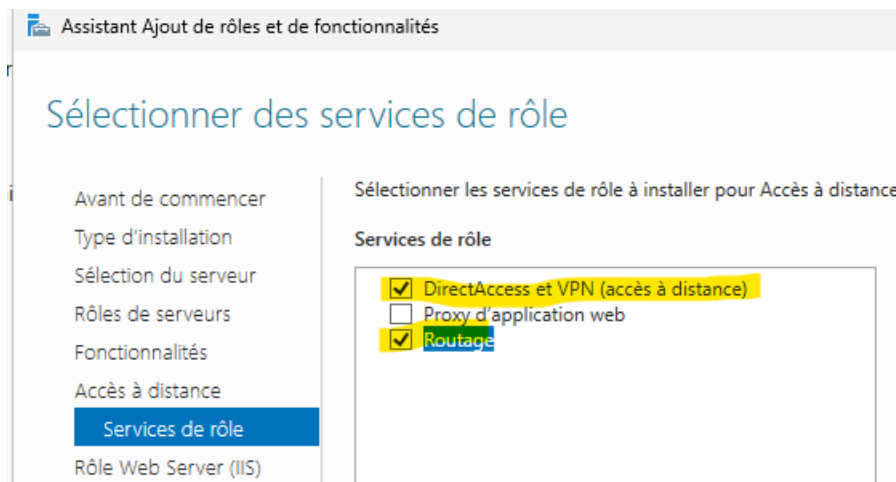 Assistant Ajout de rôles et de fonctionnalités
Sélectionner des services de rôle
Avant de commencer
Type d'installation
Sélection du serveur
Rôles de serveurs
Fonctionnalités
Accès à distance
Services de rôle
Rôle Web Server (IIS)
Sélectionner les services de rôle à installer pour Accès à distance
Services de rôle
DirectAccess et VPN (accès à distance)
Proxy d'application web
Routage